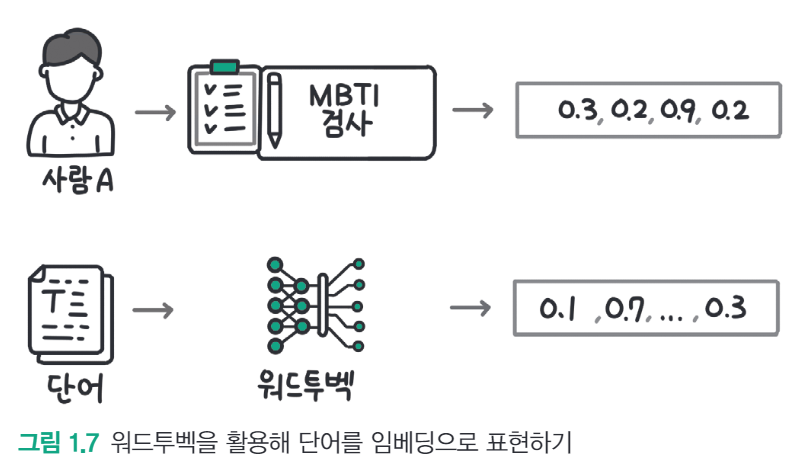 MBTI
검사
0.3, 0.2, 0.9, 0.2
사람A
T
0.1 , 0.7, ... , 0.3
단어
워드투벡
그림 1.7 워드투벡을 활용해 단어를 임베딩으로 표현하기